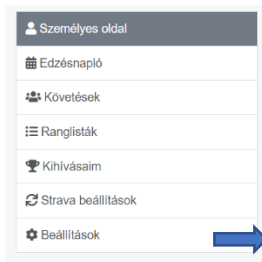 Személyes oldal
Edzésnapló
Követések
Ranglisták
Kihívásaim
Strava beállítások
Beállítások